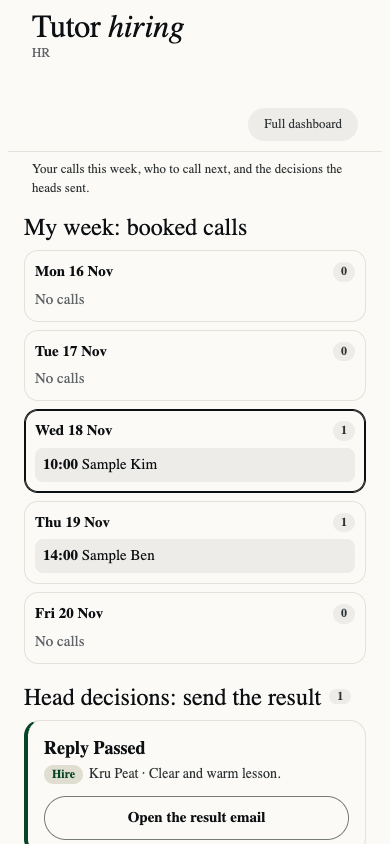 Tutor hiring
HR
Full dashboard
Your calls this week, who to call next, and the decisions the
heads sent.
My week: booked calls
Mon 16 Nov 0
No calls
Tue 17 Nov 0
No calls
Wed 18 Nov 1
10:00 Sample Kim
Thu 19 Nov 1
14:00 Sample Ben
Fri 20 Nov 0
No calls
Head decisions: send the result 1
Reply Passed
Hire Kru Peat · Clear and warm lesson.
Open the result email